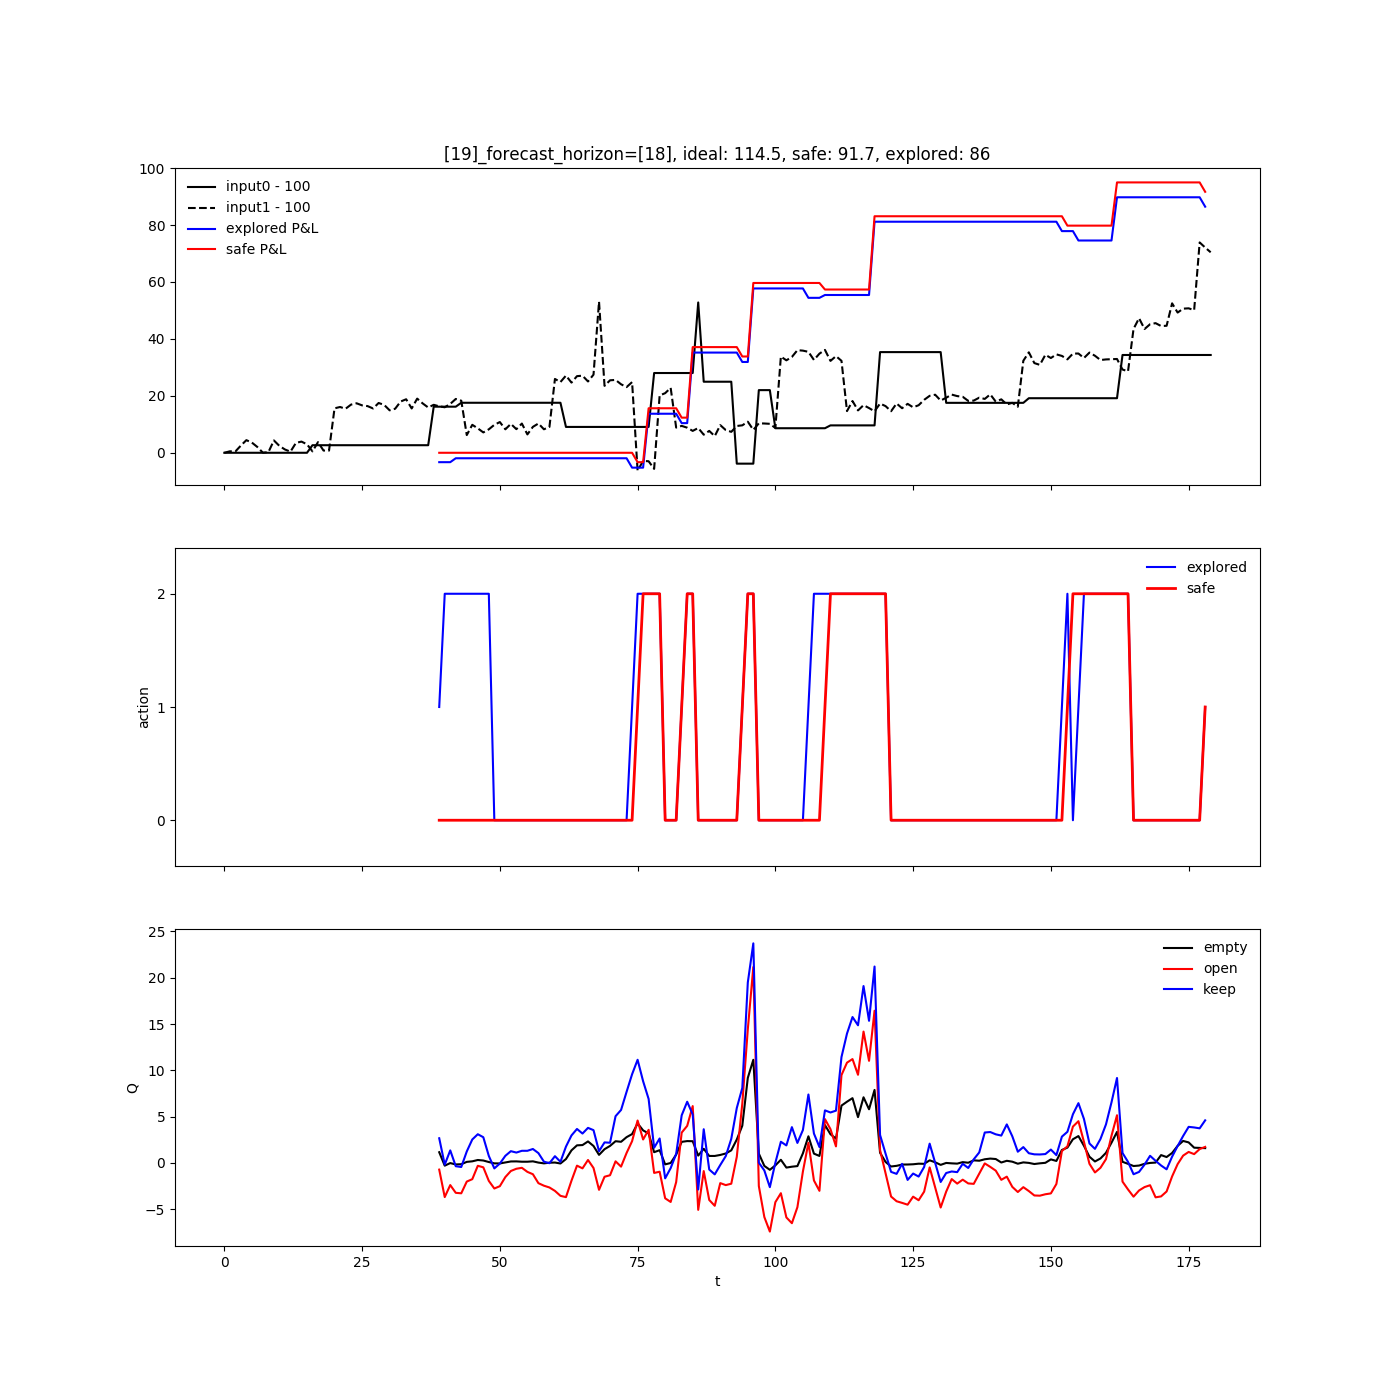 [19]_forecast_horizon=[18], ideal: 114.5, safe: 91.7, explored: 86
100
80
60
40
20
0
input0 - 100
input1 - 100
explored P&L
safe P&L
2
1
0
action
explored
safe
25
20
15
10
5
0
−5
Q
empty
open
keep
0 25 50 75 100 125 150 175
t